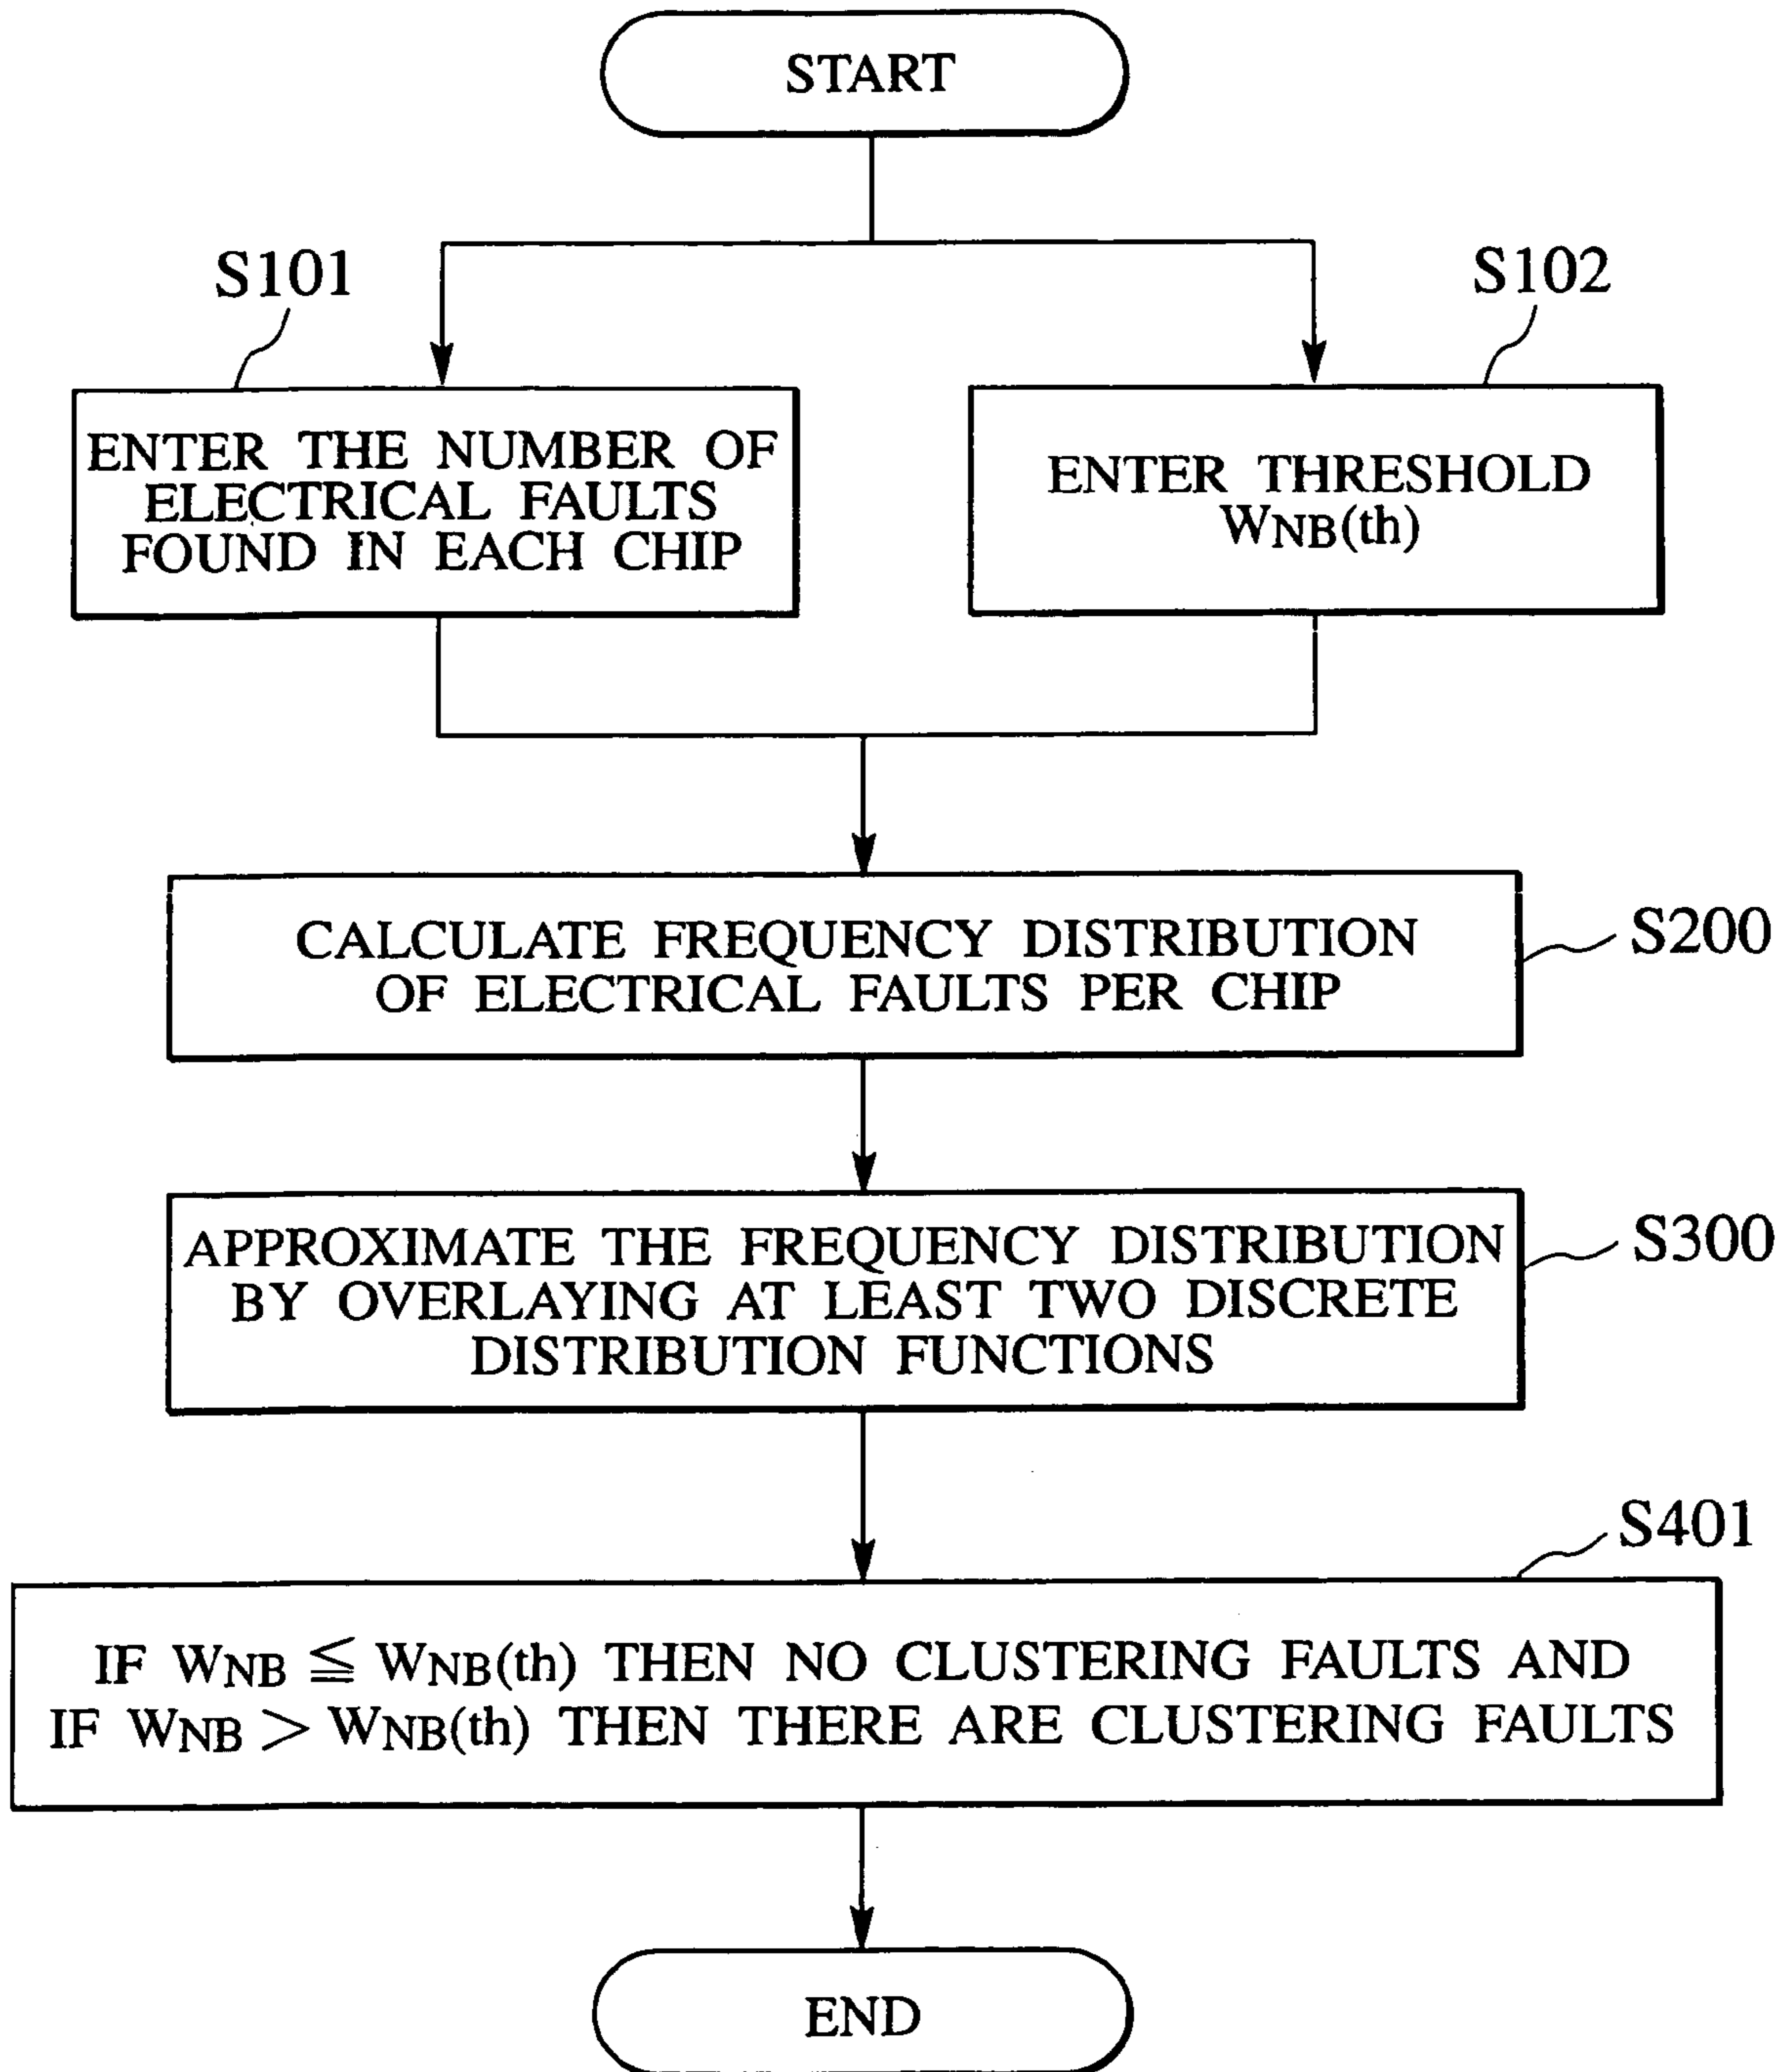 START
S101
S102
ENTER THE NUMBER OF
ELECTRICAL FAULTS
FOUND IN EACH CHIP
ENTER THRESHOLD
WNB(th)
CALCULATE FREQUENCY DISTRIBUTION
OF ELECTRICAL FAULTS PER CHIP
S200
APPROXIMATE THE FREQUENCY DISTRIBUTION
BY OVERLAYING AT LEAST TWO DISCRETE
DISTRIBUTION FUNCTIONS
S300
S401
IF WNB ≦ WNB(th) THEN NO CLUSTERING FAULTS AND
IF WNB > WNB(th) THEN THERE ARE CLUSTERING FAULTS
END